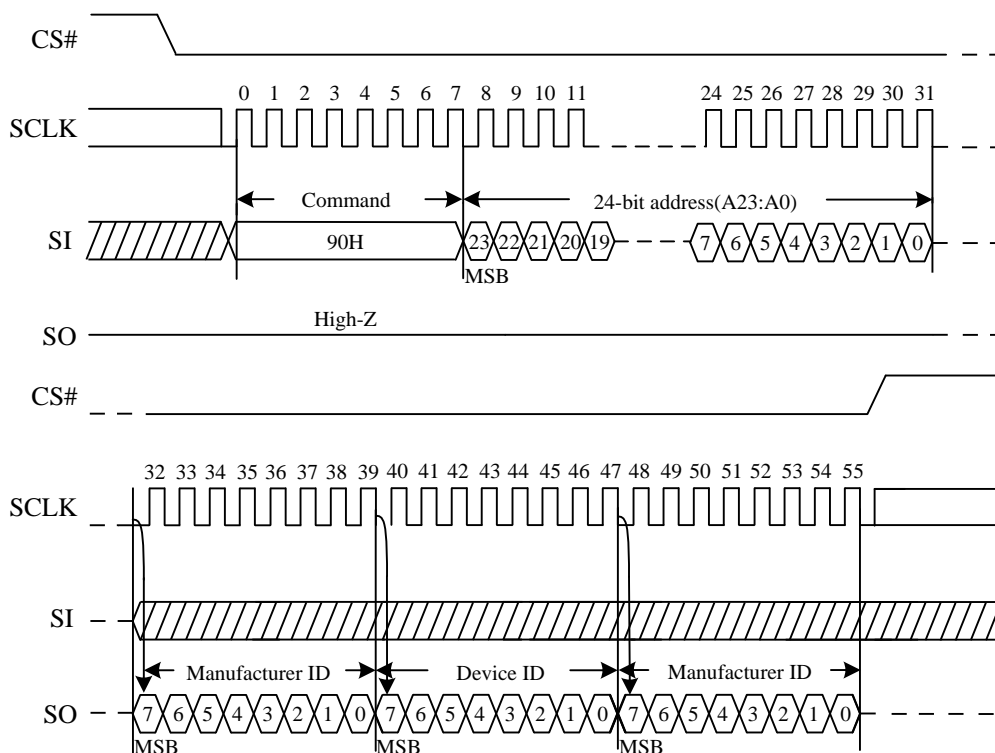 CS#
0 1 2 3 4 5 6 7 8 9 10 11 24 25 26 27 28 29 30 31
SCLK
Command 24-bit address(A23:A0)
SI 90H 23 22 21 20 19 7 6 5 4 3 2 1 0
MSB
High-Z
SO
CS#
32 33 34 35 36 37 38 39 40 41 42 43 44 45 46 47 48 49 50 51 52 53 54 55
SCLK
SI
Manufacturer ID Device ID Manufacturer ID
SO 7 6 5 4 3 2 1 0 7 6 5 4 3 2 1 0 7 6 5 4 3 2 1 0
MSB MSB MSB